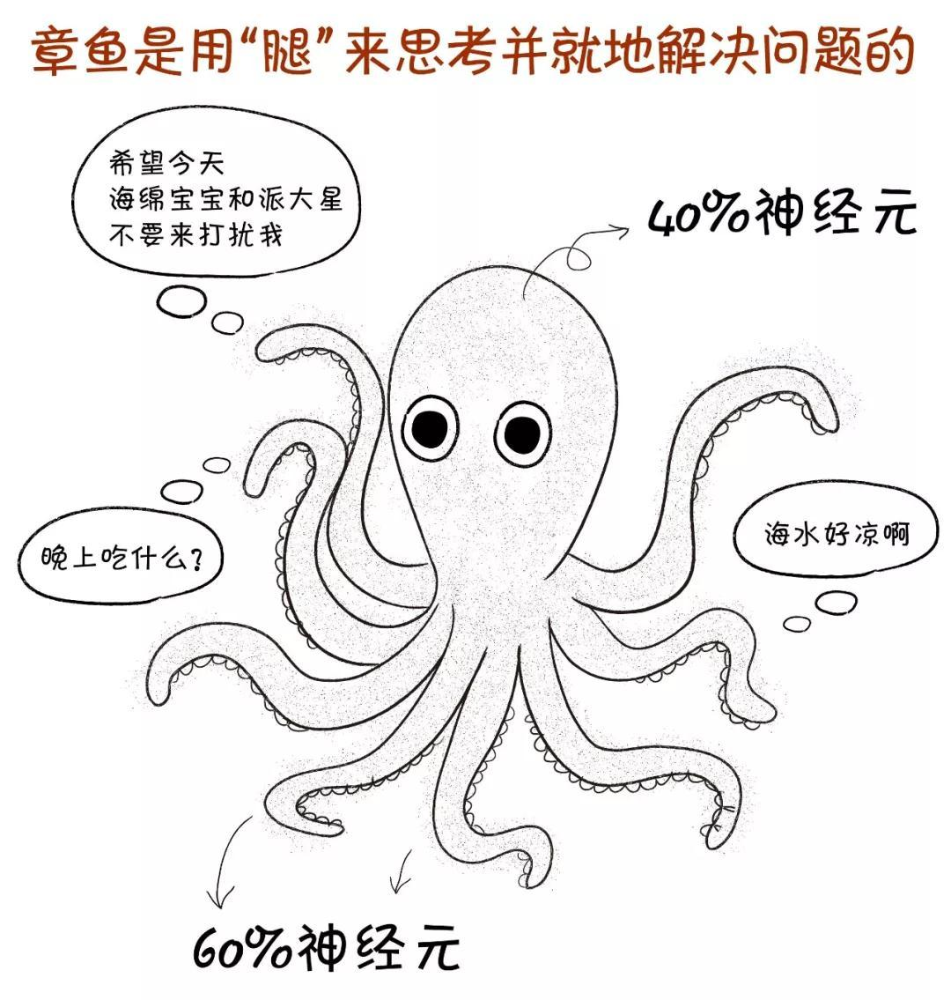 章鱼是用“腿”来思考并就地解决问题的
希望今天
海绵宝宝和派大星
不要来打扰我
40%神经元
晚上吃什么?
海水好凉啊
60%神经元